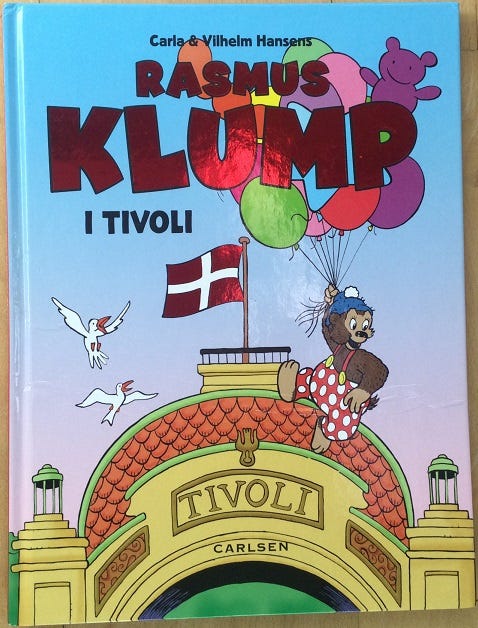 Carla & Vilhelm Hansens
RASMUS
KLUMP
I TIVOLI
TIVOLI
CARLSEN